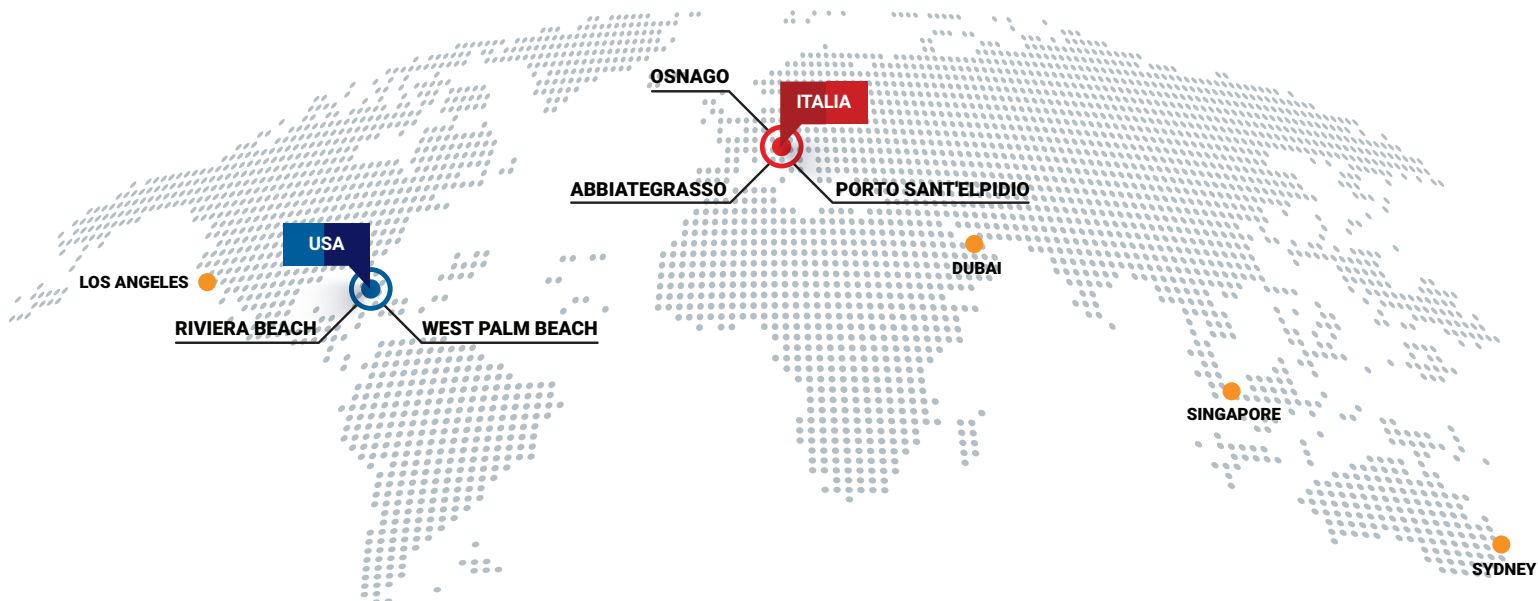 OSNAGO
ITALIA
ABBIATEGRASSO
PORTO SANT'ELPIDIO
USA
DUBAI
LOS ANGELES
RIVIERA BEACH
WEST PALM BEACH
SINGAPORE
SYDNEY